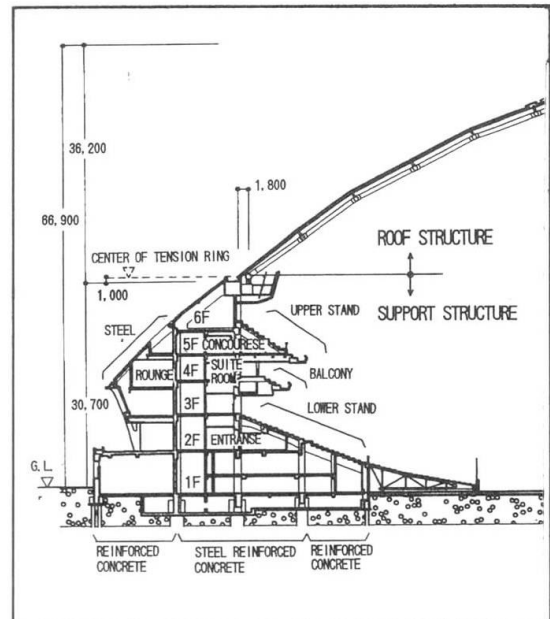 36,200
1,800
66,900
ROOF STRUCTURE
CENTER OF TENSION RING
SUPPORT STRUCTURE
1,000
6F
UPPER STAND
STEEL
5F CONCOURESE
ROUNGE
4F SUITE
ROOM
BALCONY
30,700
3F
LOWER STAND
2F ENTRANSE
G.L.
1F
REINFORCED
CONCRETE
STEEL REINFORCED
CONCRETE
REINFORCED
CONCRETE